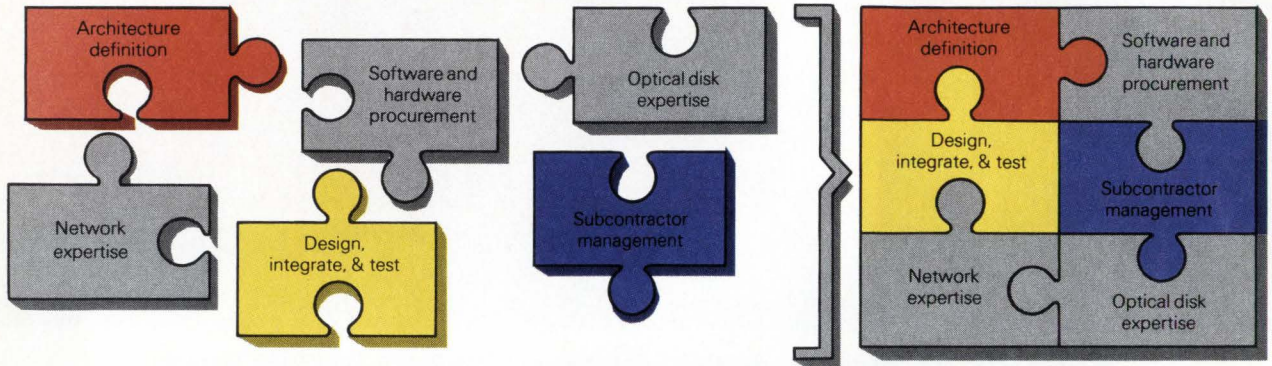 Architecture
definition
Software and
hardware
procurement
Optical disk
expertise
Network
expertise
Design,
integrate, & test
Subcontractor
management
Architecture
definition
Software and
hardware
procurement
Design,
integrate, & test
Subcontractor
management
Network
expertise
Optical disk
expertise